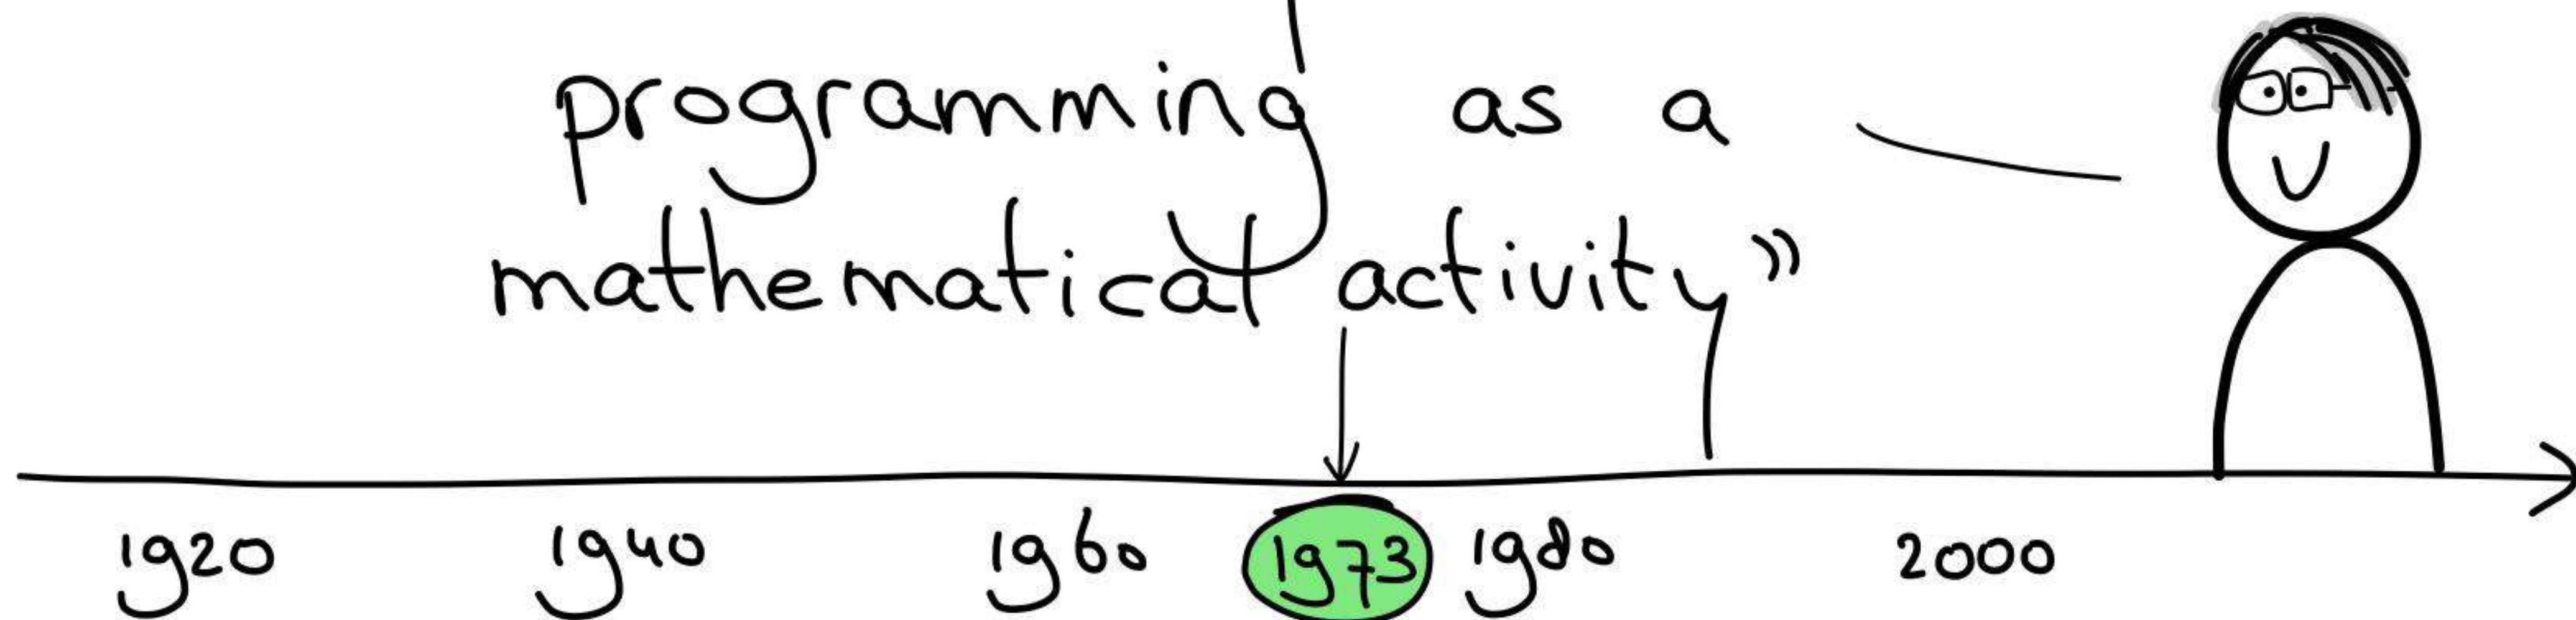 programming as a
mathematical activity”
1920 1940 1960 1973 1980 2000